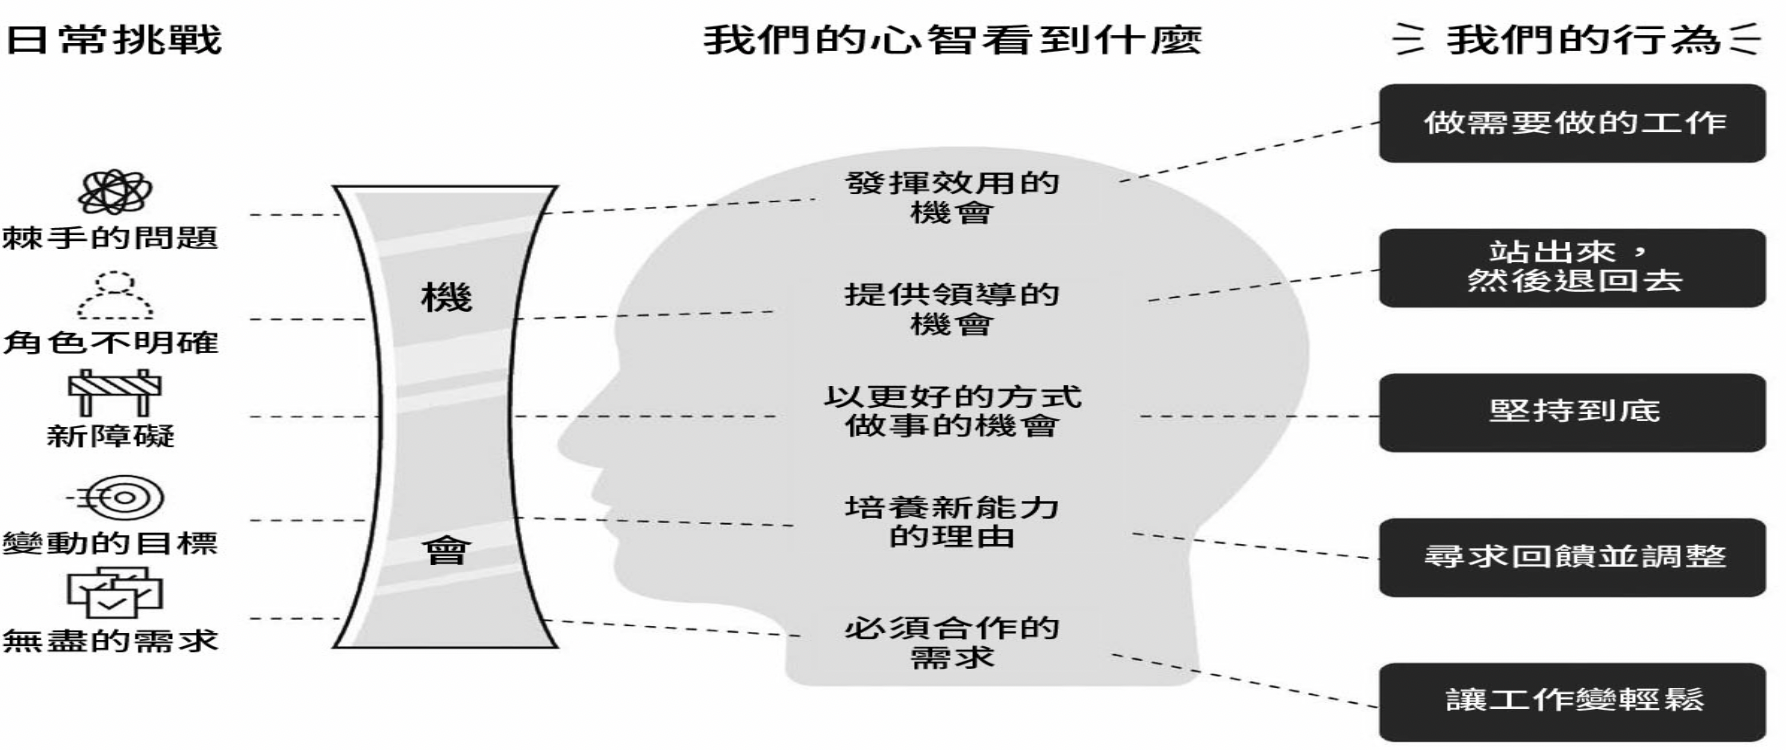 日常挑戰
我們的心智看到什麼
我們的行為
棘手的問題
角色不明確
新障礙
變動的目標
無盡的需求
機
會
發揮效用的
機會
提供領導的
機會
以更好的方式
做事的機會
培養新能力
的理由
必須合作的
需求
做需要做的工作
站出來，
然後退回去
堅持到底
尋求回饋並調整
讓工作變輕鬆